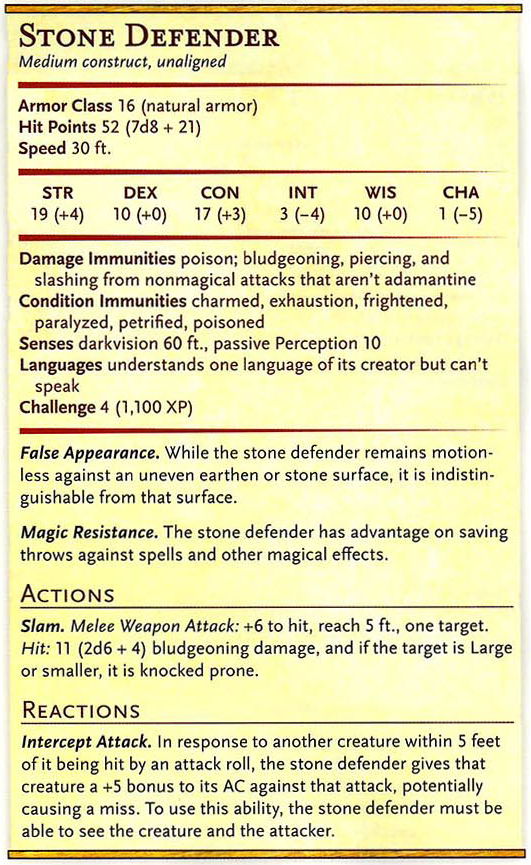 STONE DEFENDER
Medium construct, unaligned
Armor Class 16 (natural armor)
Hit Points 52 (7d8 + 21)
Speed 30 ft.
STR DEX CON INT WIS CHA
19 (+4) 10 (+0) 17 (+3) 3 (−4) 10 (+0) 1 (−5)
Damage Immunities poison; bludgeoning, piercing, and
slashing from nonmagical attacks that aren't adamantine
Condition Immunities charmed, exhaustion, frightened,
paralyzed, petrified, poisoned
Senses darkvision 60 ft., passive Perception 10
Languages understands one language of its creator but can't
speak
Challenge 4 (1,100 XP)
False Appearance. While the stone defender remains motion-
less against an uneven earthen or stone surface, it is indistin-
guishable from that surface.
Magic Resistance. The stone defender has advantage on saving
throws against spells and other magical effects.
ACTIONS
Slam. Melee Weapon Attack: +6 to hit, reach 5 ft., one target.
Hit: 11 (2d6 + 4) bludgeoning damage, and if the target is Large
or smaller, it is knocked prone.
REACTIONS
Intercept Attack. In response to another creature within 5 feet
of it being hit by an attack roll, the stone defender gives that
creature a +5 bonus to its AC against that attack, potentially
causing a miss. To use this ability, the stone defender must be
able to see the creature and the attacker.